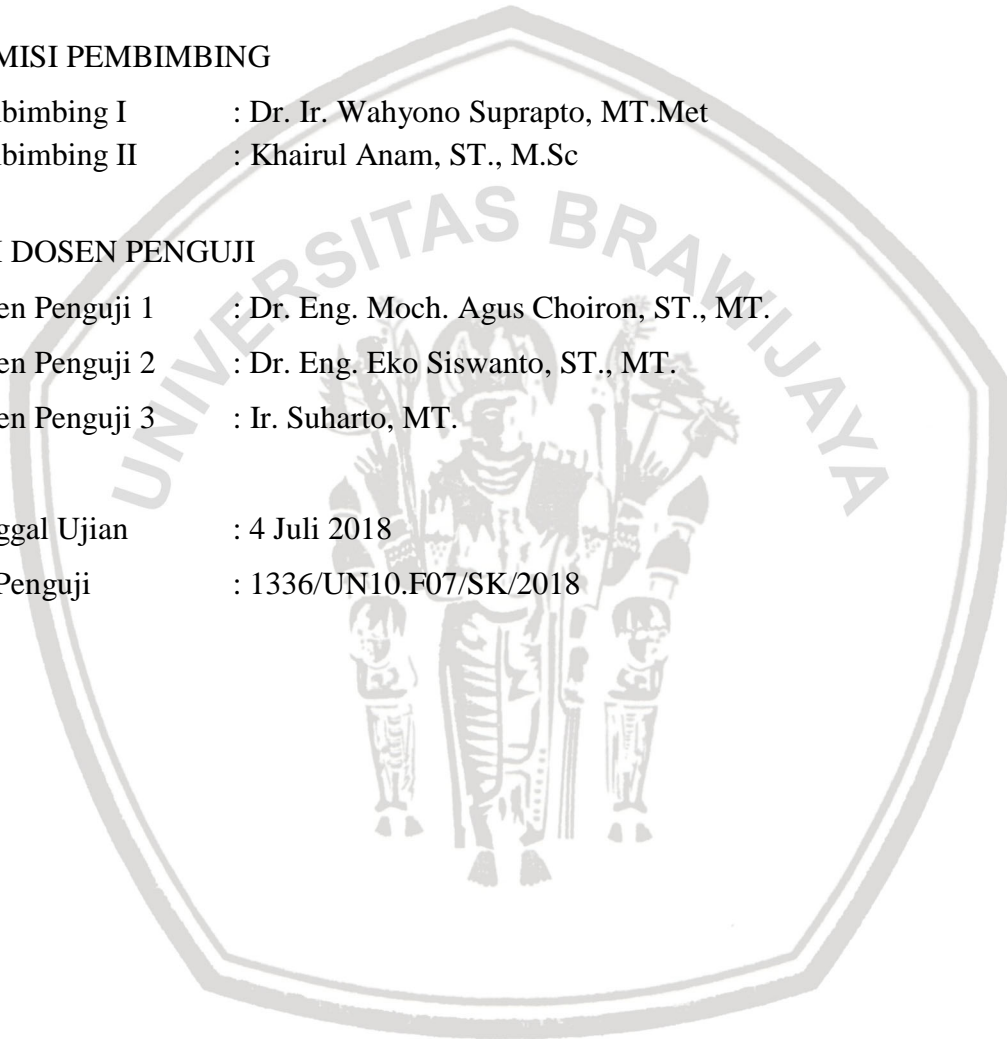 MISI PEMBIMBING
bimbing I : Dr. Ir. Wahyono Suprapto, MT.Met
bimbing II : Khairul Anam, ST., M.Sc
UNIVERSITAS BRAWIJAYA
I DOSEN PENGUJI
en Penguji 1 : Dr. Eng. Moch. Agus Choiron, ST., MT.
en Penguji 2 : Dr. Eng. Eko Siswanto, ST., MT.
en Penguji 3 : Ir. Suharto, MT.
ggal Ujian : 4 Juli 2018
Penguji : 1336/UN10.F07/SK/2018